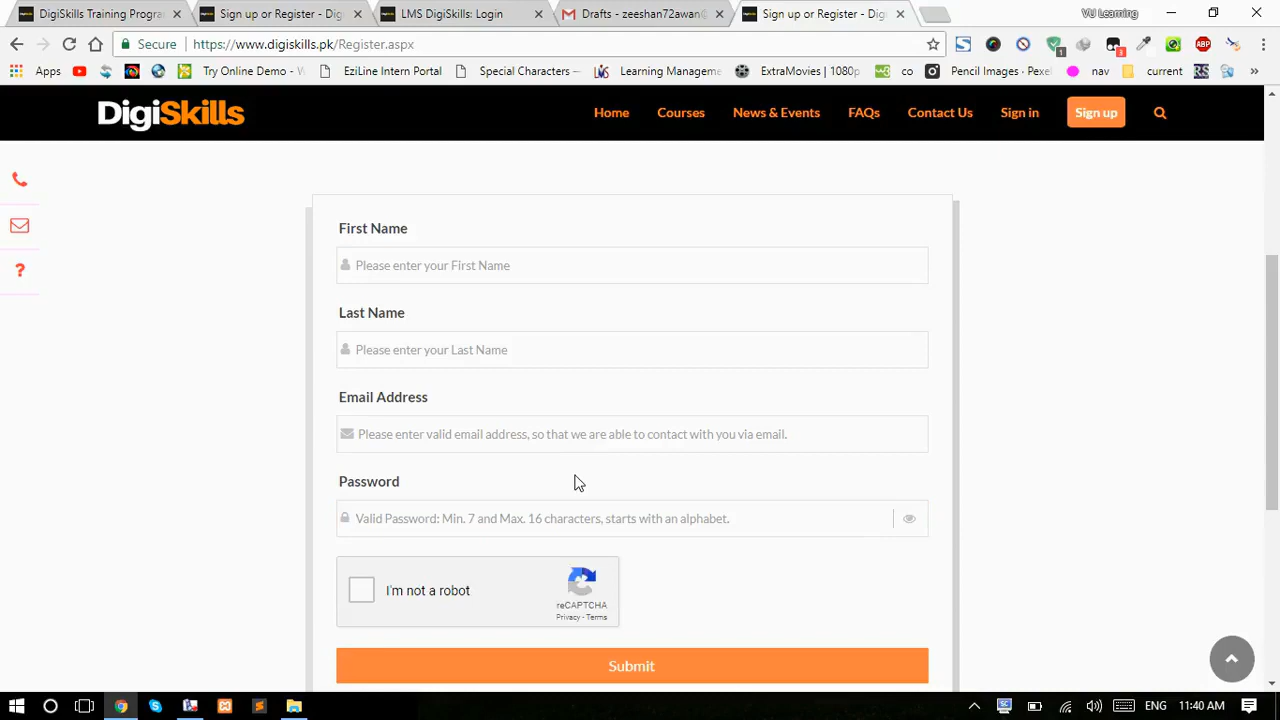 DigiSkills Training Progra
Sign up or Register - Dig
LMS DigiSkills: Login
Drafts - zeeshan72awan@
Sign up or Register - Dig
VU Learning
Secure
https://www.digiskills.pk/Register.aspx
Apps
Try Online Demo - W
EziLine Intern Portal
Special Character
Learning Manageme
ExtraMovies | 1080p
co
Pencil Images · Pexel
nav
current
»
DigiSkills
Home
Courses
News & Events
FAQs
Contact Us
Sign in
Sign up
First Name
Please enter your First Name
Last Name
Please enter your Last Name
Email Address
Please enter valid email address, so that we are able to contact with you via email.
Password
Valid Password: Min. 7 and Max. 16 characters, starts with an alphabet.
I'm not a robot
reCAPTCHA
Privacy - Terms
Submit
ENG
11:40 AM